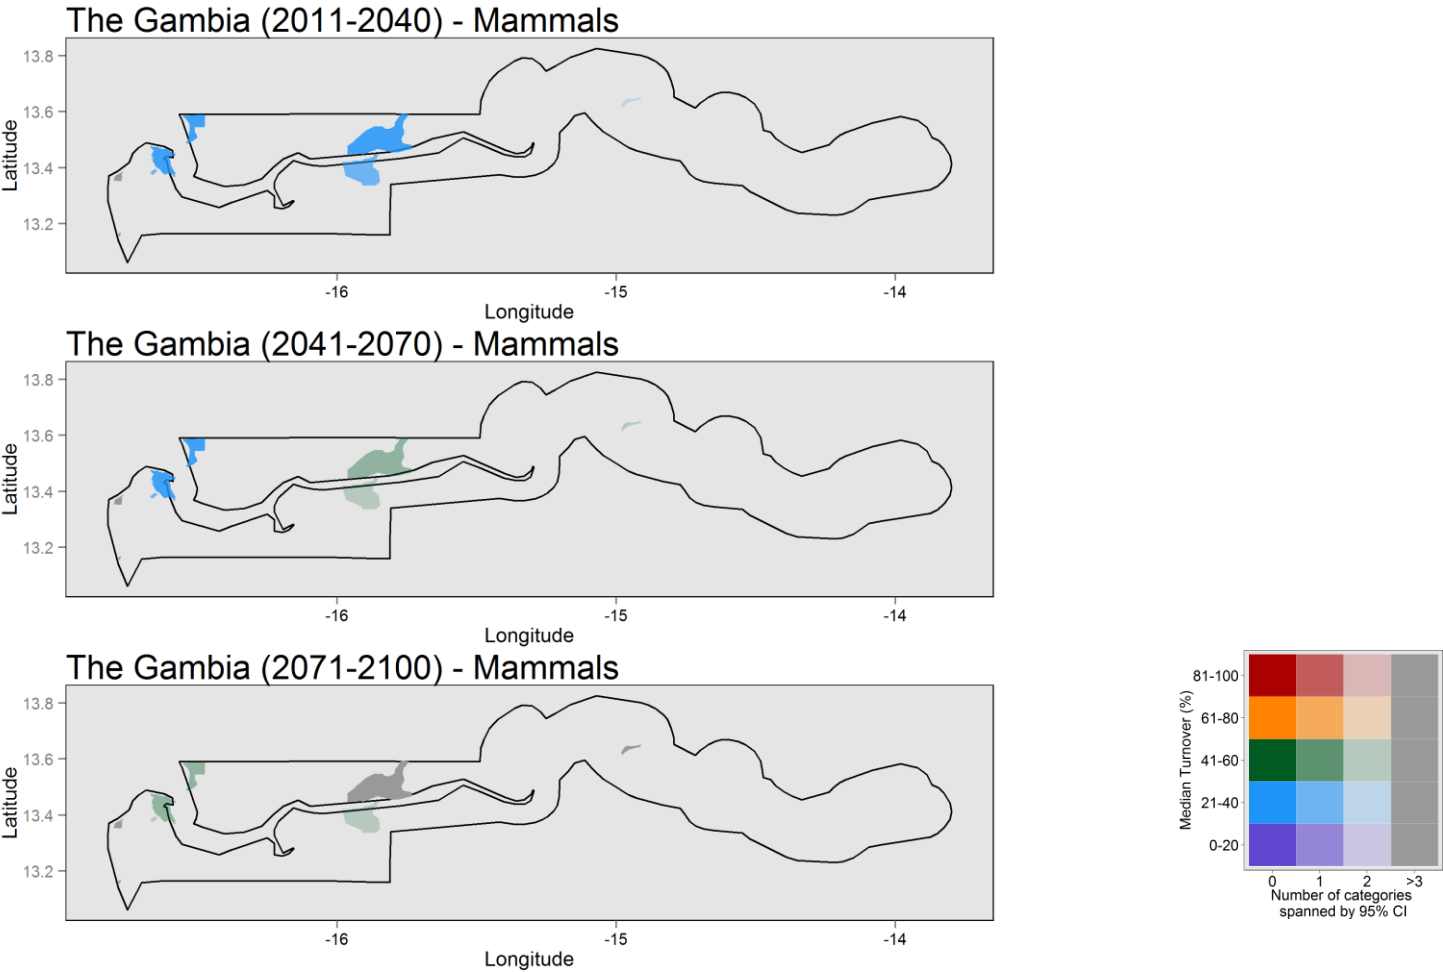 The Gambia (2011-2040) - Mammals
13.8
13.6
13.4
13.2
Latitude
-16
-15
-14
Longitude
The Gambia (2041-2070) - Mammals
13.8
13.6
13.4
13.2
Latitude
-16
-15
-14
Longitude
The Gambia (2071-2100) - Mammals
13.8
13.6
13.4
13.2
Latitude
-16
-15
-14
Longitude
Median Turnover (%)
81-100
61-80
41-60
21-40
0-20
0 1 2 >3
Number of categories
spanned by 95% CI